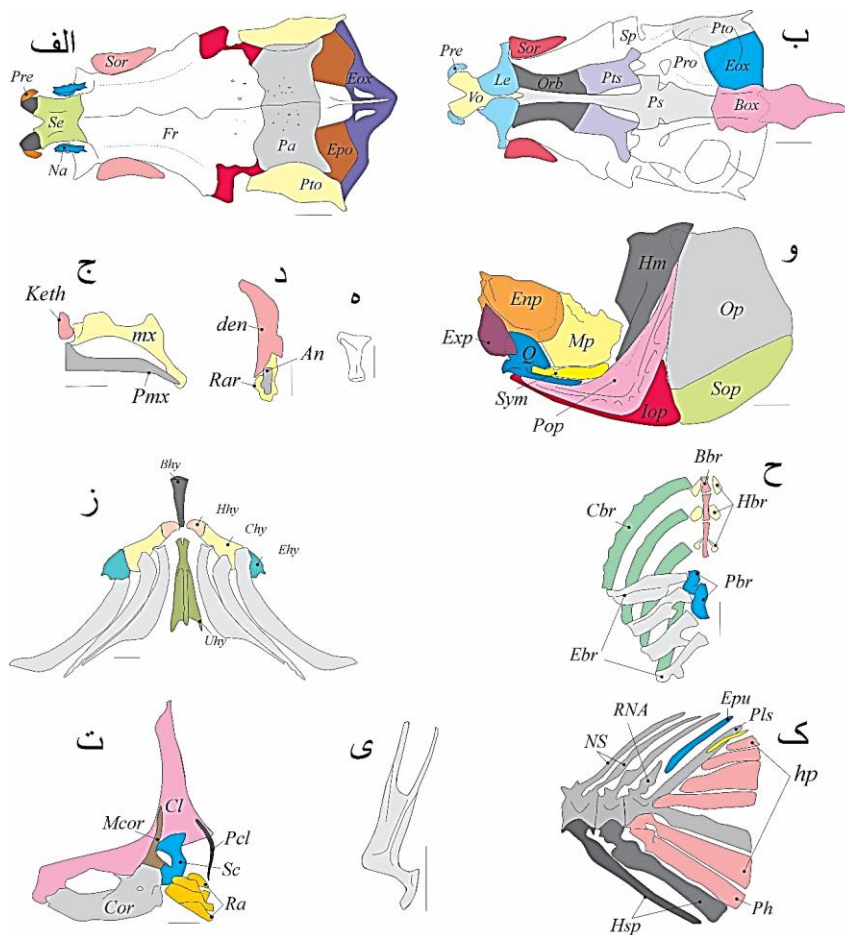 الف
Pre
Sor
Se
Na
Fr
Pa
Eox
Epo
Pto
ب
Pre
Sor
Sp
Pto
Le
Orb
Pts
Pro
Eox
Vo
Ps
Box
ج
Keth
mx
Pmx
د
den
An
Rar
ه
و
Hm
Enp
Op
Exp
Q
Mp
Sym
Pop
Iop
Sop
ز
Bhy
Hhy
Chy
Ehy
Uhy
ح
Bbr
Cbr
Hbr
Pbr
Ebr
ت
Cl
Mcor
Pcl
Sc
Cor
Ra
ی
ک
Epu
RNA
Pls
NS
hp
Ph
Hsp